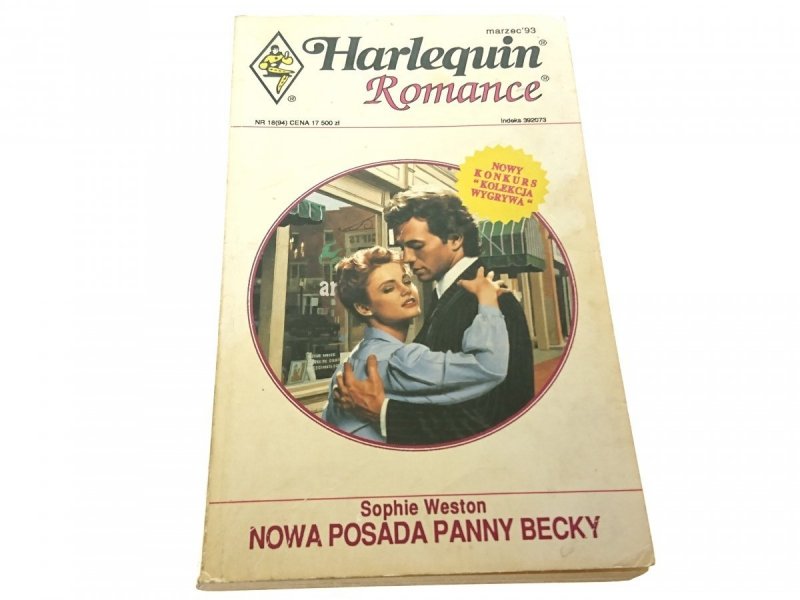 marzec'93
Harlequin®
Romance®
®
NR 18(94) CENA 17 500 zł
Indeks 392073
NOWY
KONKURS
"KOLEKCJA
WYGRYWA"
ar
Sophie Weston
NOWA POSADA PANNY BECKY